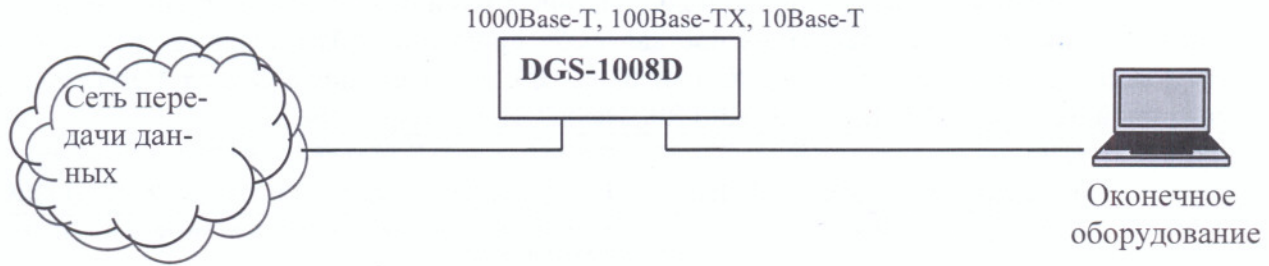 1000Base-T, 100Base-TX, 10Base-T
DGS-1008D
Сеть пере-
дачи дан-
ных
Оконечное
оборудование